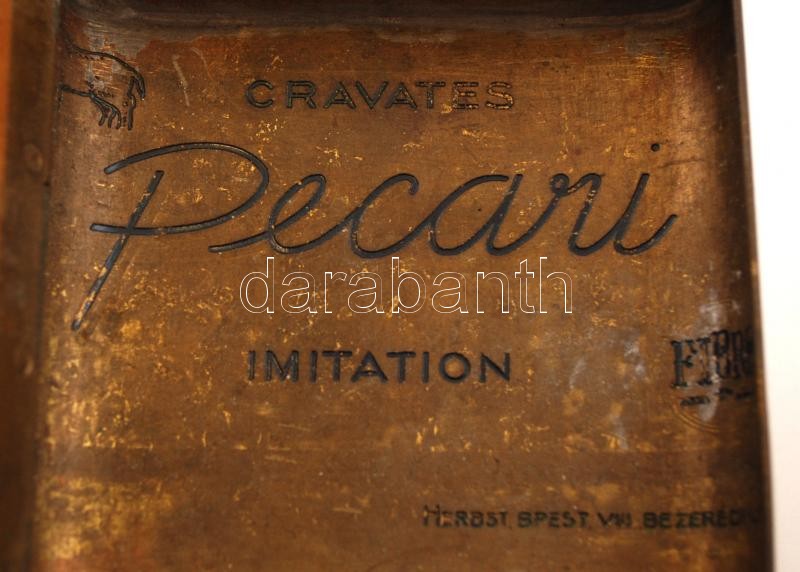 CRAVATES
Pecari
darabanth
IMITATION
HERBST, BPEST, VIII. BEZERÉDI